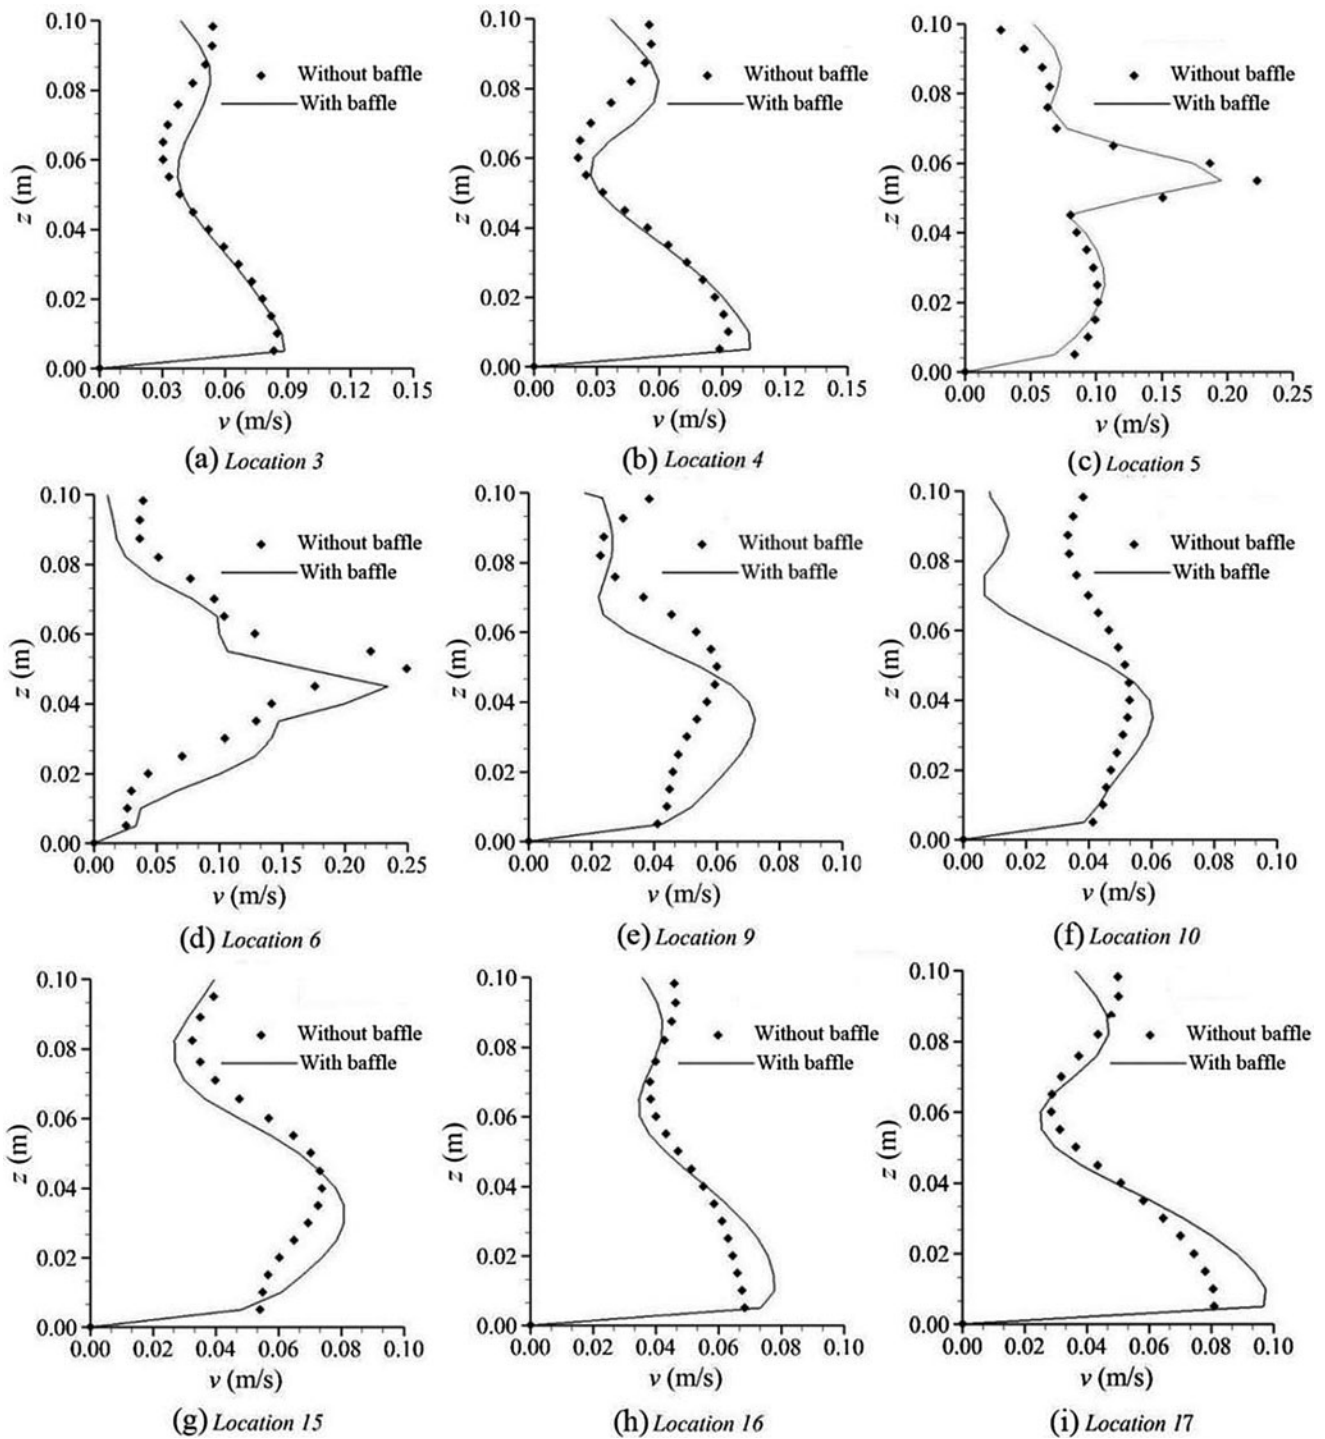 0.10
0.08
0.06
0.04
0.02
0.00
z (m)
Without baffle
With baffle
0.00 0.03 0.06 0.09 0.12 0.15
v (m/s)
(a) Location 3
0.10
0.08
0.06
0.04
0.02
0.00
z (m)
Without baffle
With baffle
0.00 0.03 0.06 0.09 0.12 0.15
v (m/s)
(b) Location 4
0.10
0.08
0.06
0.04
0.02
0.00
z (m)
Without baffle
With baffle
0.00 0.05 0.10 0.15 0.20 0.25
v (m/s)
(c) Location 5
0.10
0.08
0.06
0.04
0.02
0.00
z (m)
Without baffle
With baffle
0.00 0.05 0.10 0.15 0.20 0.25
v (m/s)
(d) Location 6
0.10
0.08
0.06
0.04
0.02
0.00
z (m)
Without baffle
With baffle
0.00 0.02 0.04 0.06 0.08 0.10
v (m/s)
(e) Location 9
0.10
0.08
0.06
0.04
0.02
0.00
z (m)
Without baffle
With baffle
0.00 0.02 0.04 0.06 0.08 0.10
v (m/s)
(f) Location 10
0.10
0.08
0.06
0.04
0.02
0.00
z (m)
Without baffle
With baffle
0.00 0.02 0.04 0.06 0.08 0.10
v (m/s)
(g) Location 15
0.10
0.08
0.06
0.04
0.02
0.00
z (m)
Without baffle
With baffle
0.00 0.02 0.04 0.06 0.08 0.10
v (m/s)
(h) Location 16
0.10
0.08
0.06
0.04
0.02
0.00
z (m)
Without baffle
With baffle
0.00 0.02 0.04 0.06 0.08 0.10
v (m/s)
(i) Location 17